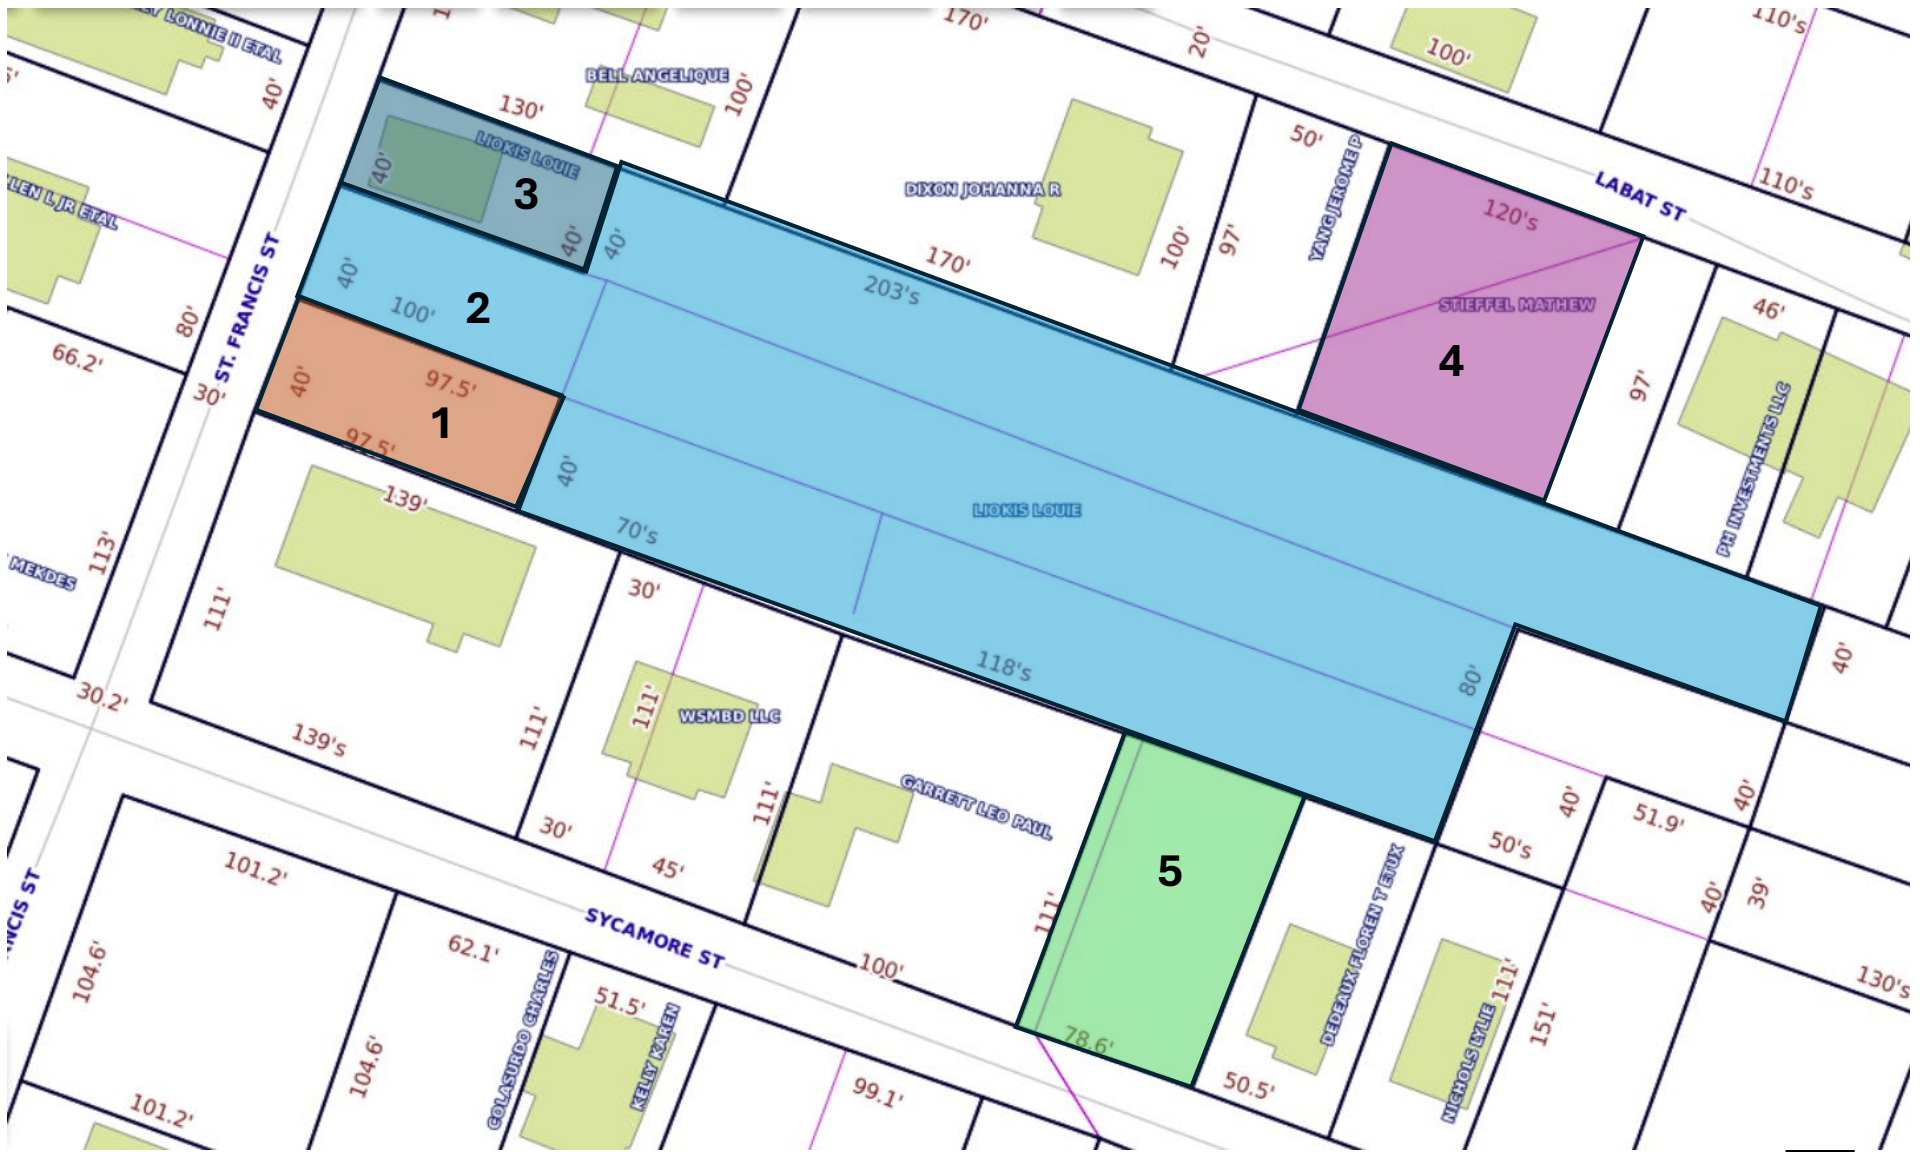 LONNIE II ETAL
40'
170'
20'
100'
110's
BELL ANGELIQUE
130'
100'
LIOKIS LOUIE
40'
3
40'
40'
50'
YANG JEROME P
DIXON JOHANNA R
97'
100'
170'
203's
120's
STIEFFEL MATHEW
4
LABAT ST
110's
46'
97'
PH INVESTMENTS LLC
LEN L JR ETAL
80'
66.2'
30'
ST. FRANCIS ST
40'
100'
2
40'
97.5'
1
97.5'
40'
139'
70's
LIOKIS LOUIE
118's
80'
40'
MEKDES
113'
111'
30.2'
139's
111'
30'
111'
WSMBD LLC
111'
30'
45'
GARRETT LEO PAUL
111'
5
78.6'
100'
SYCAMORE ST
DEDEAUX FLOREN T ETUX
50.5'
50's
40'
51.9'
40'
40'
39'
111'
NICHOLS LYLIE
151'
130's
NCIS ST
101.2'
104.6'
62.1'
104.6'
COLASURDO CHARLES
51.5'
KELLY KAREN
99.1'
101.2'